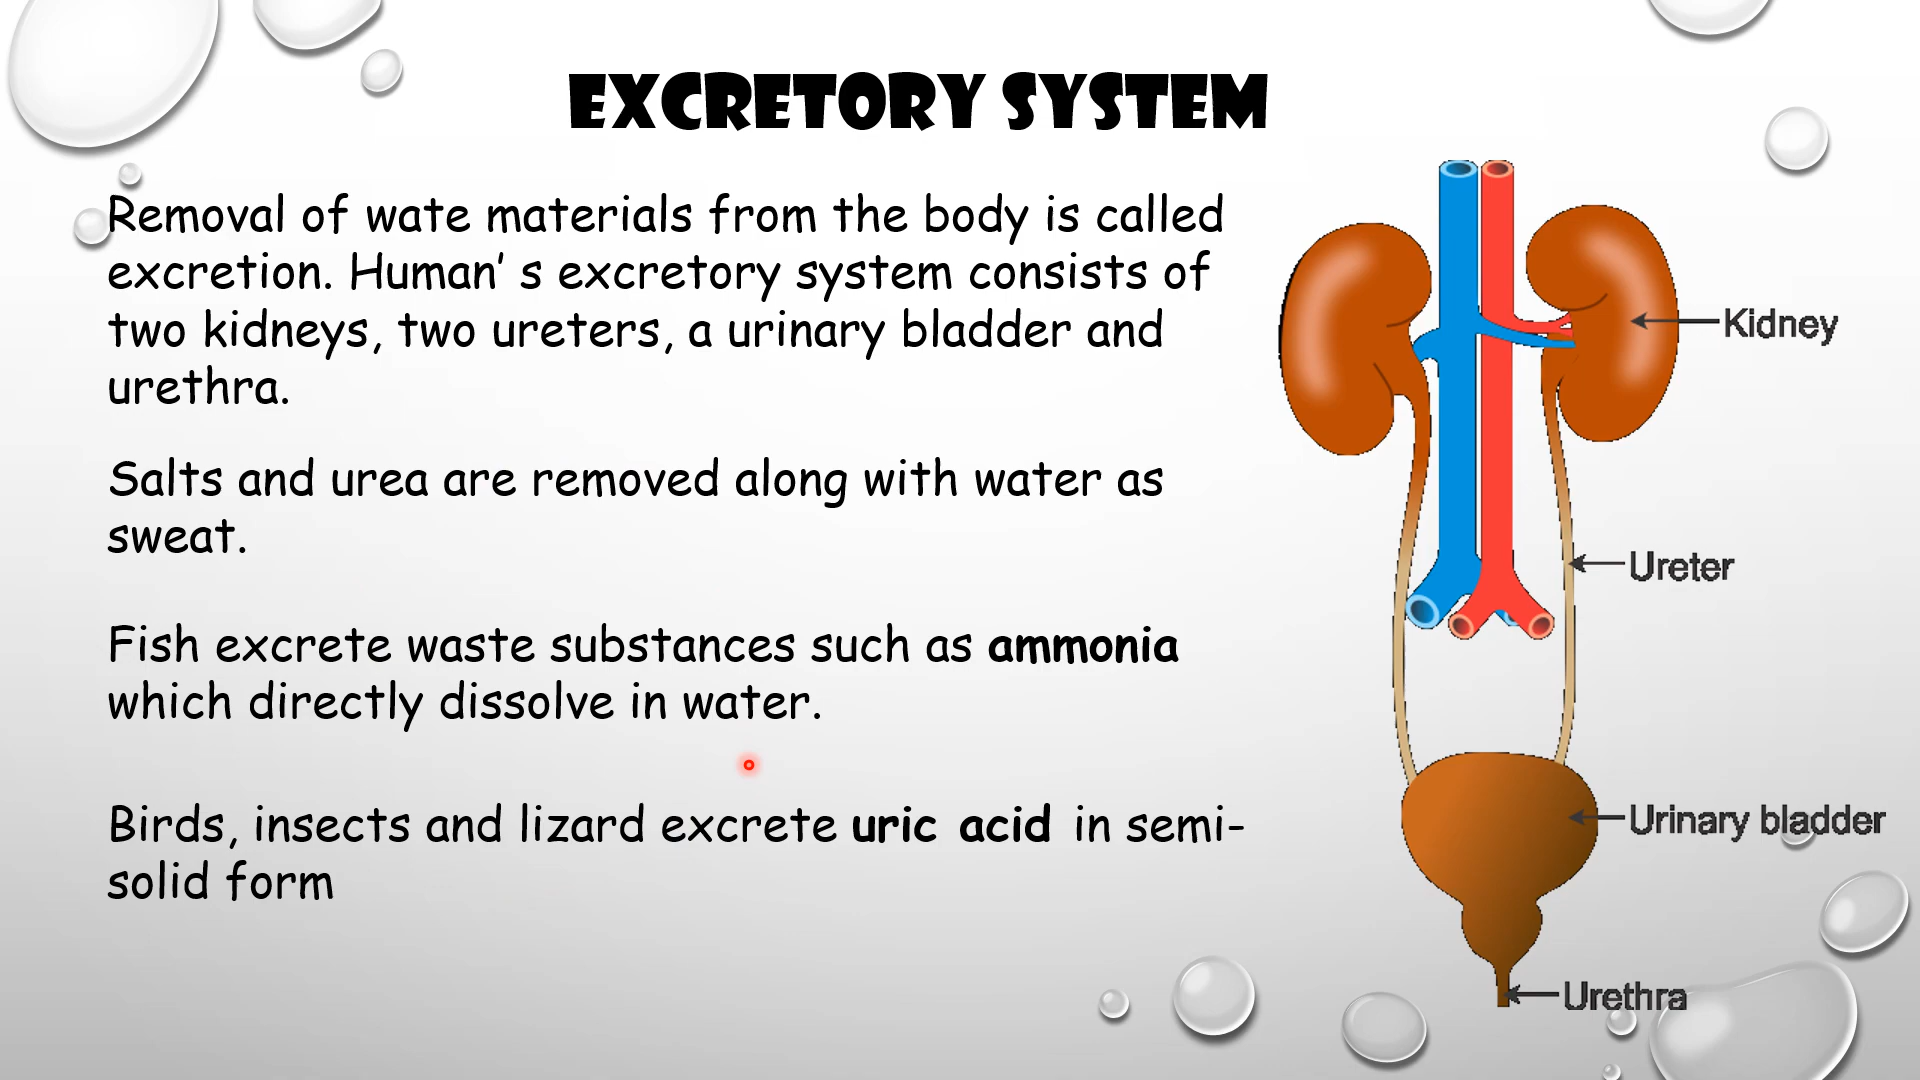 EXCRETORY SYSTEM
Removal of wate materials from the body is called
excretion. Human' s excretory system consists of
two kidneys, two ureters, a urinary bladder and
urethra.
Salts and urea are removed along with water as
sweat.
Fish excrete waste substances such as ammonia
which directly dissolve in water.
Birds, insects and lizard excrete uric acid in semi-
solid form
Kidney
Ureter
Urinary bladder
Urethra